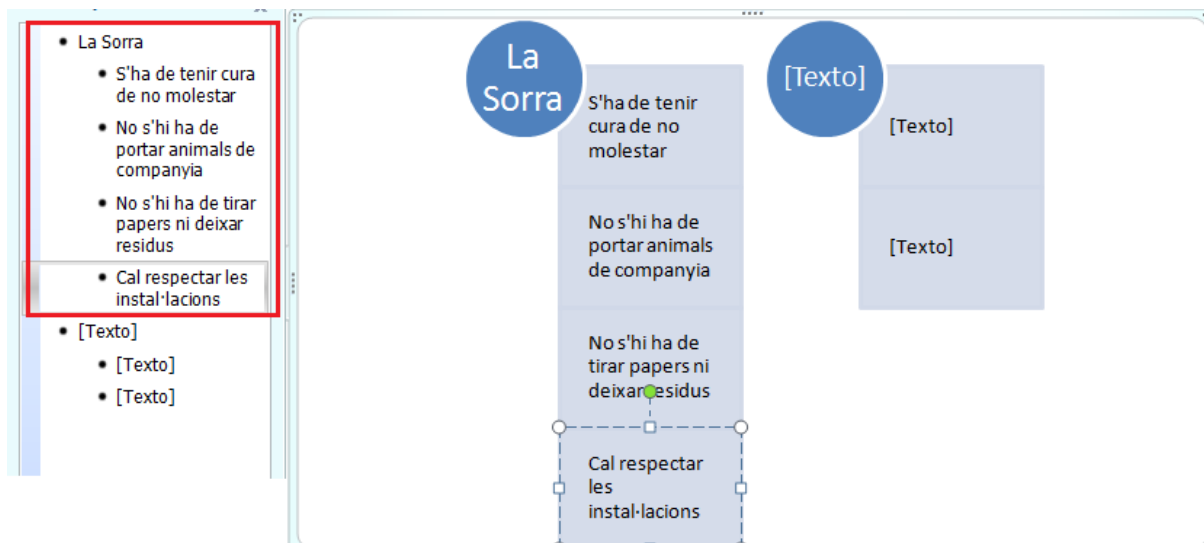 La Sorra
S'ha de tenir cura
de no molestar
No s'hi ha de
portar animals de
companyia
No s'hi ha de tirar
papers ni deixar
residus
Cal respectar les
instal·lacions
[Texto]
[Texto]
[Texto]
La
Sorra
S'ha de tenir
cura de no
molestar
No s'hi ha de
portar animals
de companyia
No s'hi ha de
tirar papers ni
deixar residus
Cal respectar
les
instal·lacions
[Texto]
[Texto]
[Texto]